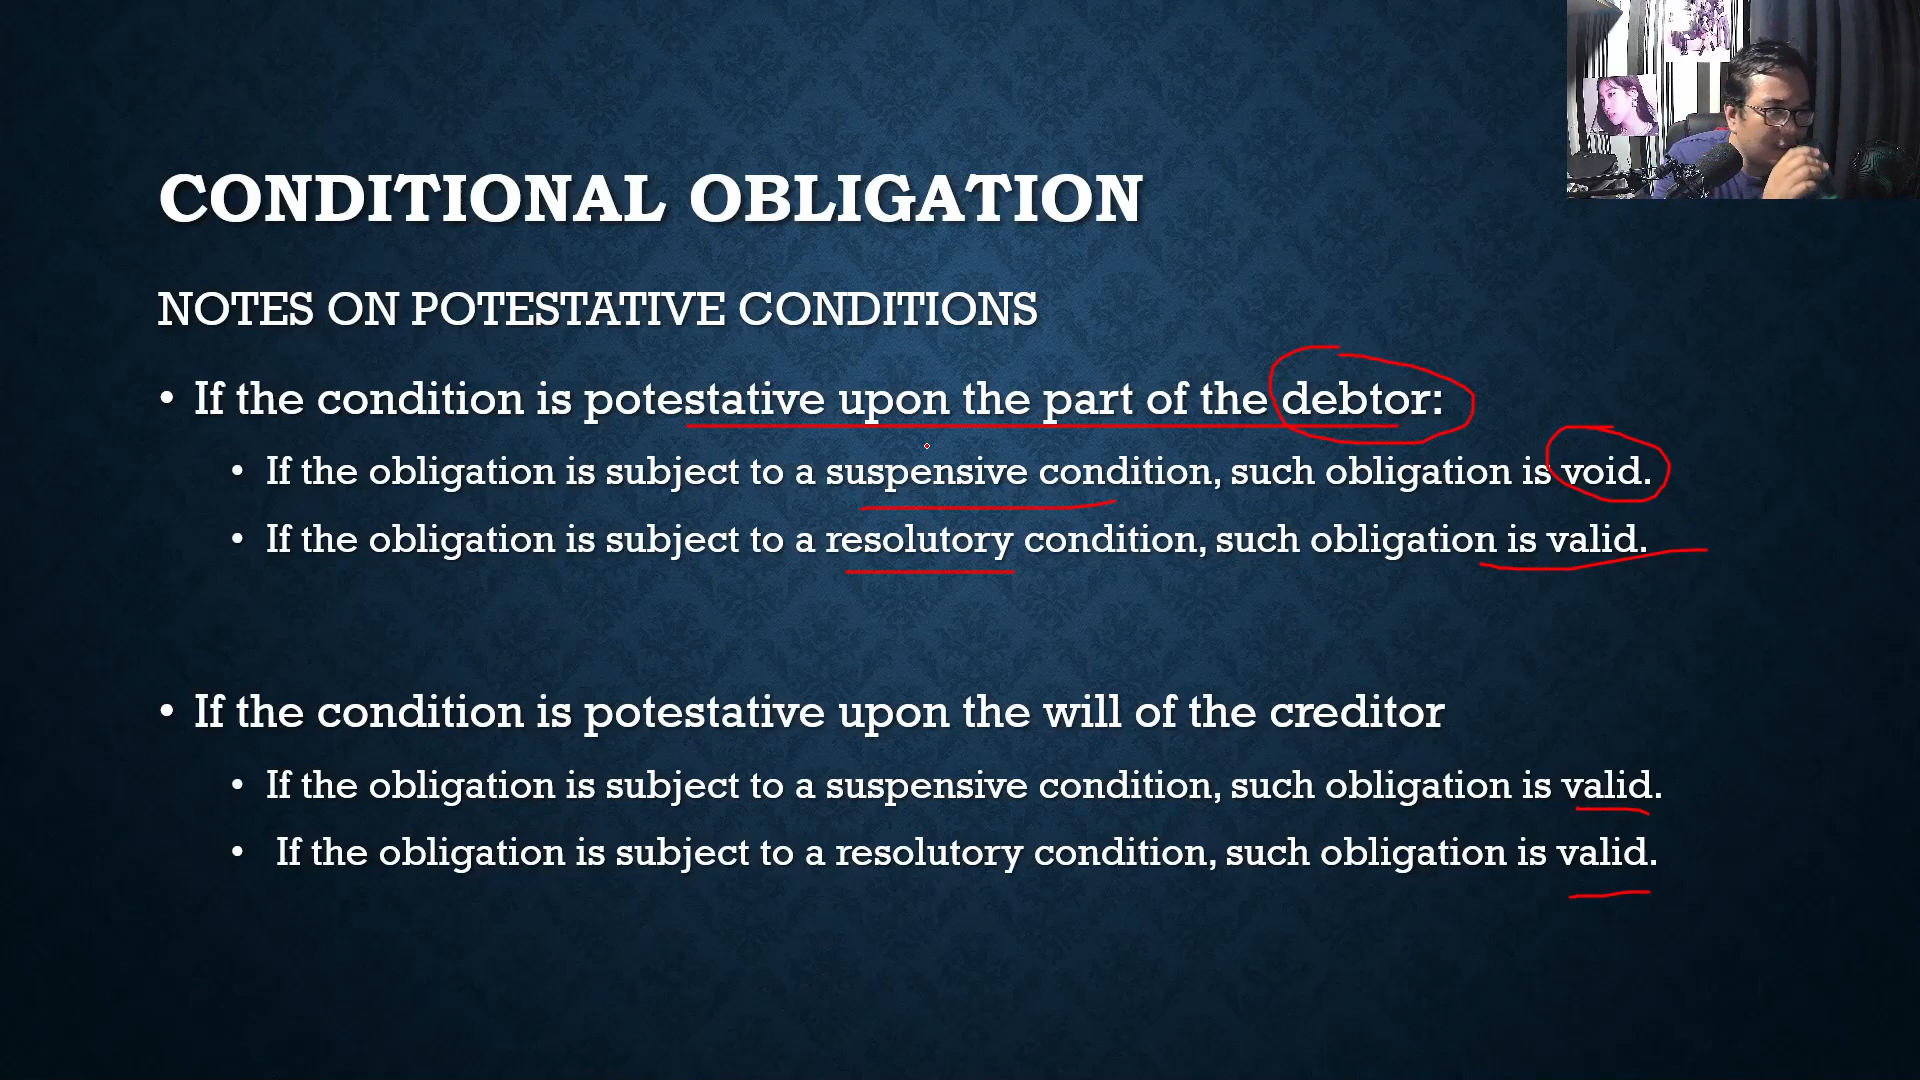 CONDITIONAL OBLIGATION
NOTES ON POTESTATIVE CONDITIONS
• If the condition is potestative upon the part of the debtor:
• If the obligation is subject to a suspensive condition, such obligation is void.
• If the obligation is subject to a resolutory condition, such obligation is valid.
• If the condition is potestative upon the will of the creditor
• If the obligation is subject to a suspensive condition, such obligation is valid.
• If the obligation is subject to a resolutory condition, such obligation is valid.